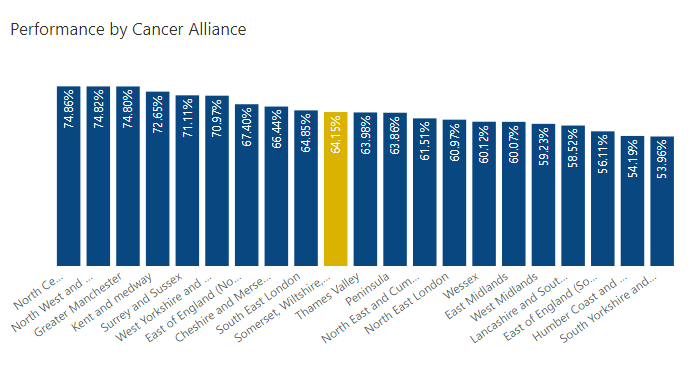 Performance by Cancer Alliance
74.86%
74.82%
74.80%
72.65%
71.11%
70.97%
67.40%
66.44%
64.85%
64.15%
63.98%
63.86%
61.51%
60.97%
60.12%
60.07%
59.23%
58.52%
56.11%
54.19%
53.96%
North Ce...
North West and ...
Greater Manchester
Kent and medway
Surrey and Sussex
West Yorkshire and ...
East of England (No...
Cheshire and Merse...
South East London
Somerset, Wiltshire,...
Thames Valley
Peninsula
North East and Cum...
North East London
Wessex
East Midlands
West Midlands
Lancashire and Sout...
East of England (So...
Humber Coast and ...
South Yorkshire and...